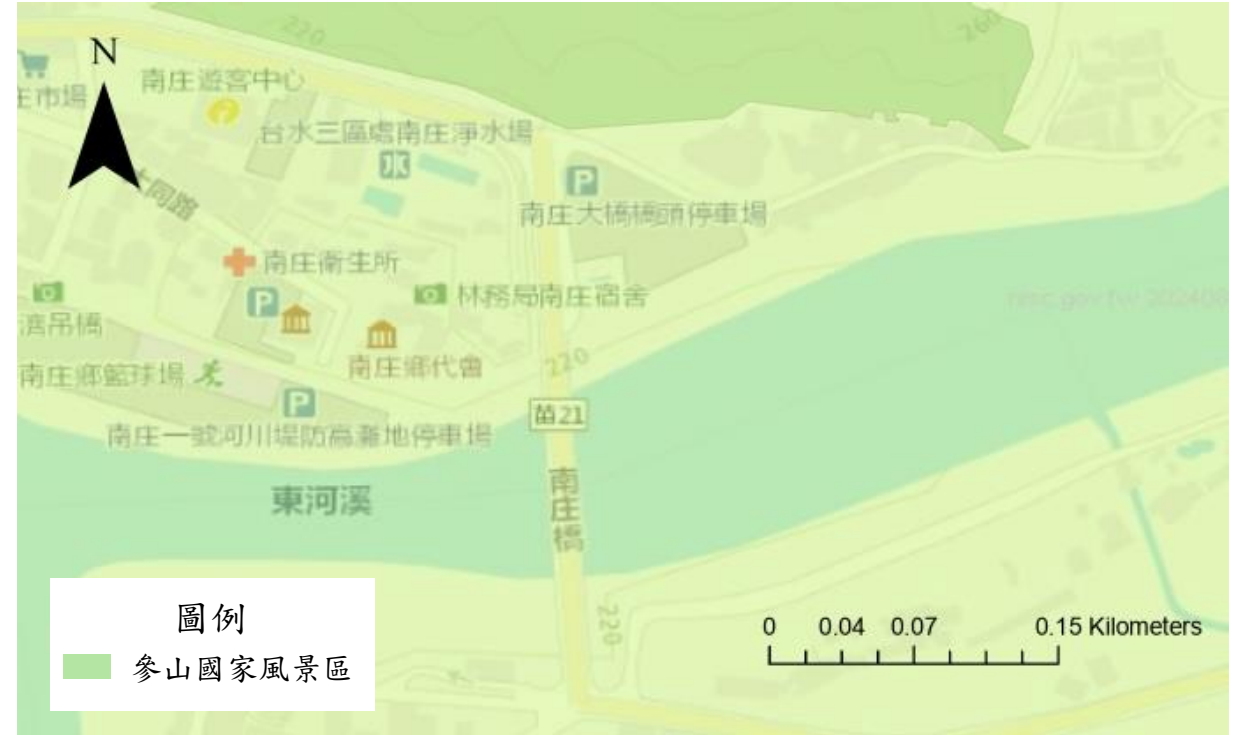 220
260
N
南庄遊客中心
庄市場
台水三區處南庄淨水場
水
P
大同路
南庄大橋橋頭停車場
南庄衛生所
P
林務局南庄宿舍
吊橋
南庄鄉代會
220
南庄鄉籃球場
P
苗21
南庄一號河川堤防高灘地停車場
東河溪
南庄橋
220
圖例
參山國家風景區
0 0.04 0.07 0.15 Kilometers